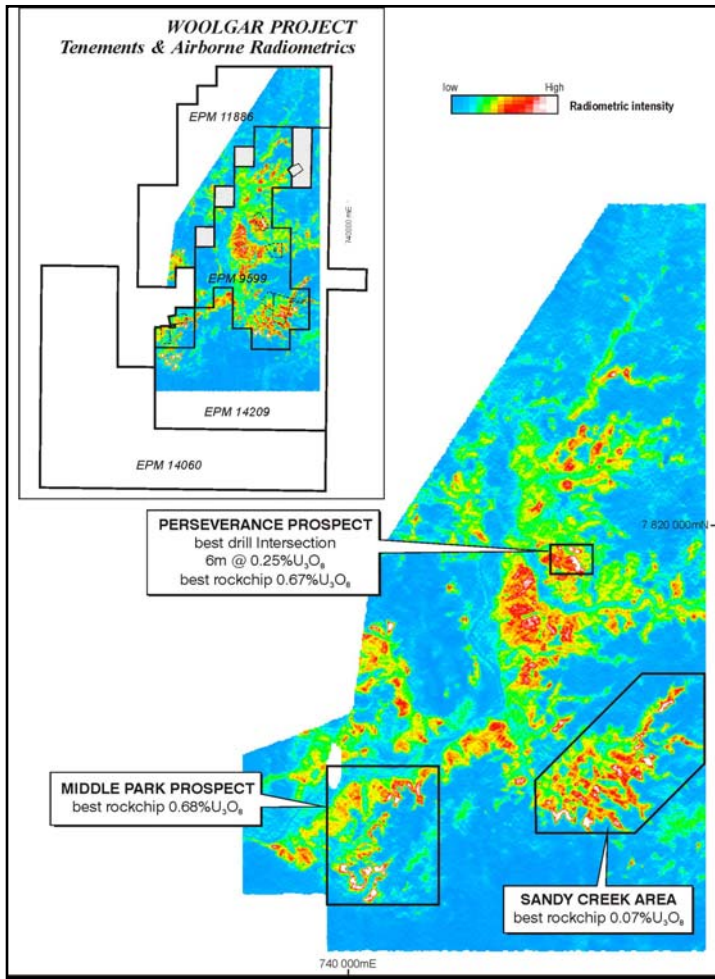 WOOLGAR PROJECT
Tenements & Airborne Radiometrics
EPM 11886
740000 mE
EPM 9599
EPM 14209
EPM 14060
low High
Radiometric intensity
7 820 000mN
PERSEVERANCE PROSPECT
best drill Intersection
6m @ 0.25%U₃O₈
best rockchip 0.67%U₃O₈
MIDDLE PARK PROSPECT
best rockchip 0.68%U₃O₈
SANDY CREEK AREA
best rockchip 0.07%U₃O₈
740 000mE